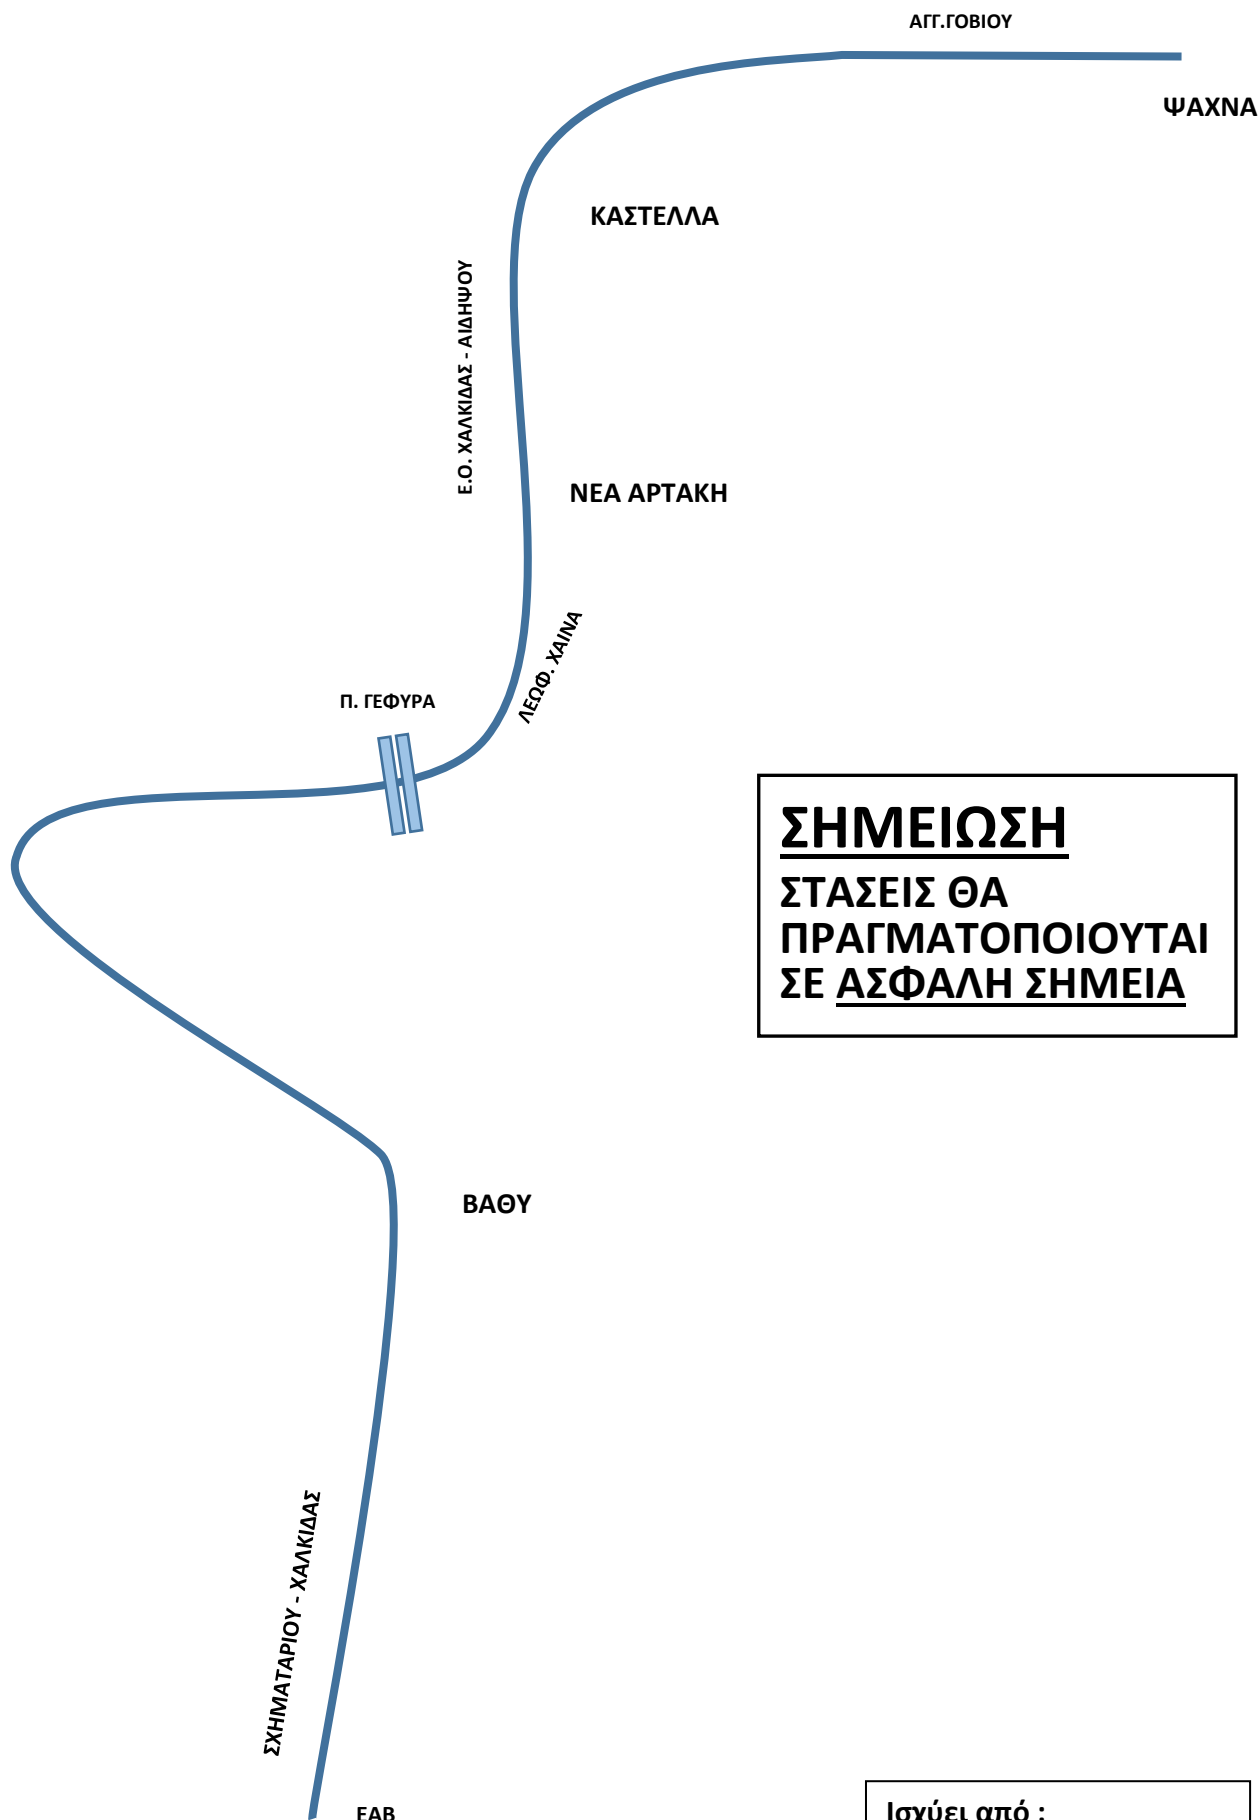 ΑΓΓ.ΓΟΒΙΟΥ
ΨΑΧΝΑ
ΚΑΣΤΕΛΛΑ
Ε.Ο. ΧΑΛΚΙΔΑΣ - ΑΙΔΗΨΟΥ
ΝΕΑ ΑΡΤΑΚΗ
ΛΕΩΦ. ΧΑΙΝΑ
Π. ΓΕΦΥΡΑ
ΣΗΜΕΙΩΣΗ
ΣΤΑΣΕΙΣ ΘΑ
ΠΡΑΓΜΑΤΟΠΟΙΟΥΤΑΙ
ΣΕ ΑΣΦΑΛΗ ΣΗΜΕΙΑ
ΒΑΘΥ
ΣΧΗΜΑΤΑΡΙΟΥ - ΧΑΛΚΙΔΑΣ
ΕΑΒ
Ισχύει από :